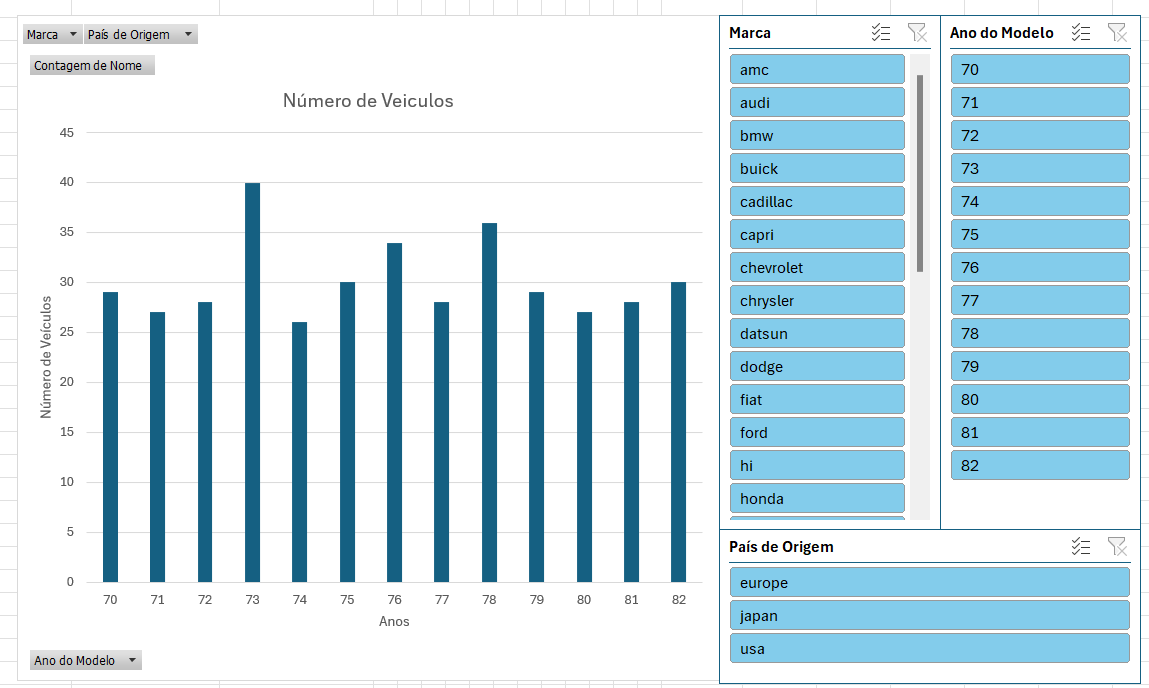 Marca País de Origem
Contagem de Nome
Número de Veiculos
45
40
35
30
25
20
15
10
5
0
Número de Veículos
70 71 72 73 74 75 76 77 78 79 80 81 82
Anos
Ano do Modelo
Marca
amc
audi
bmw
buick
cadillac
capri
chevrolet
chrysler
datsun
dodge
fiat
ford
hi
honda
Ano do Modelo
70
71
72
73
74
75
76
77
78
79
80
81
82
País de Origem
europe
japan
usa